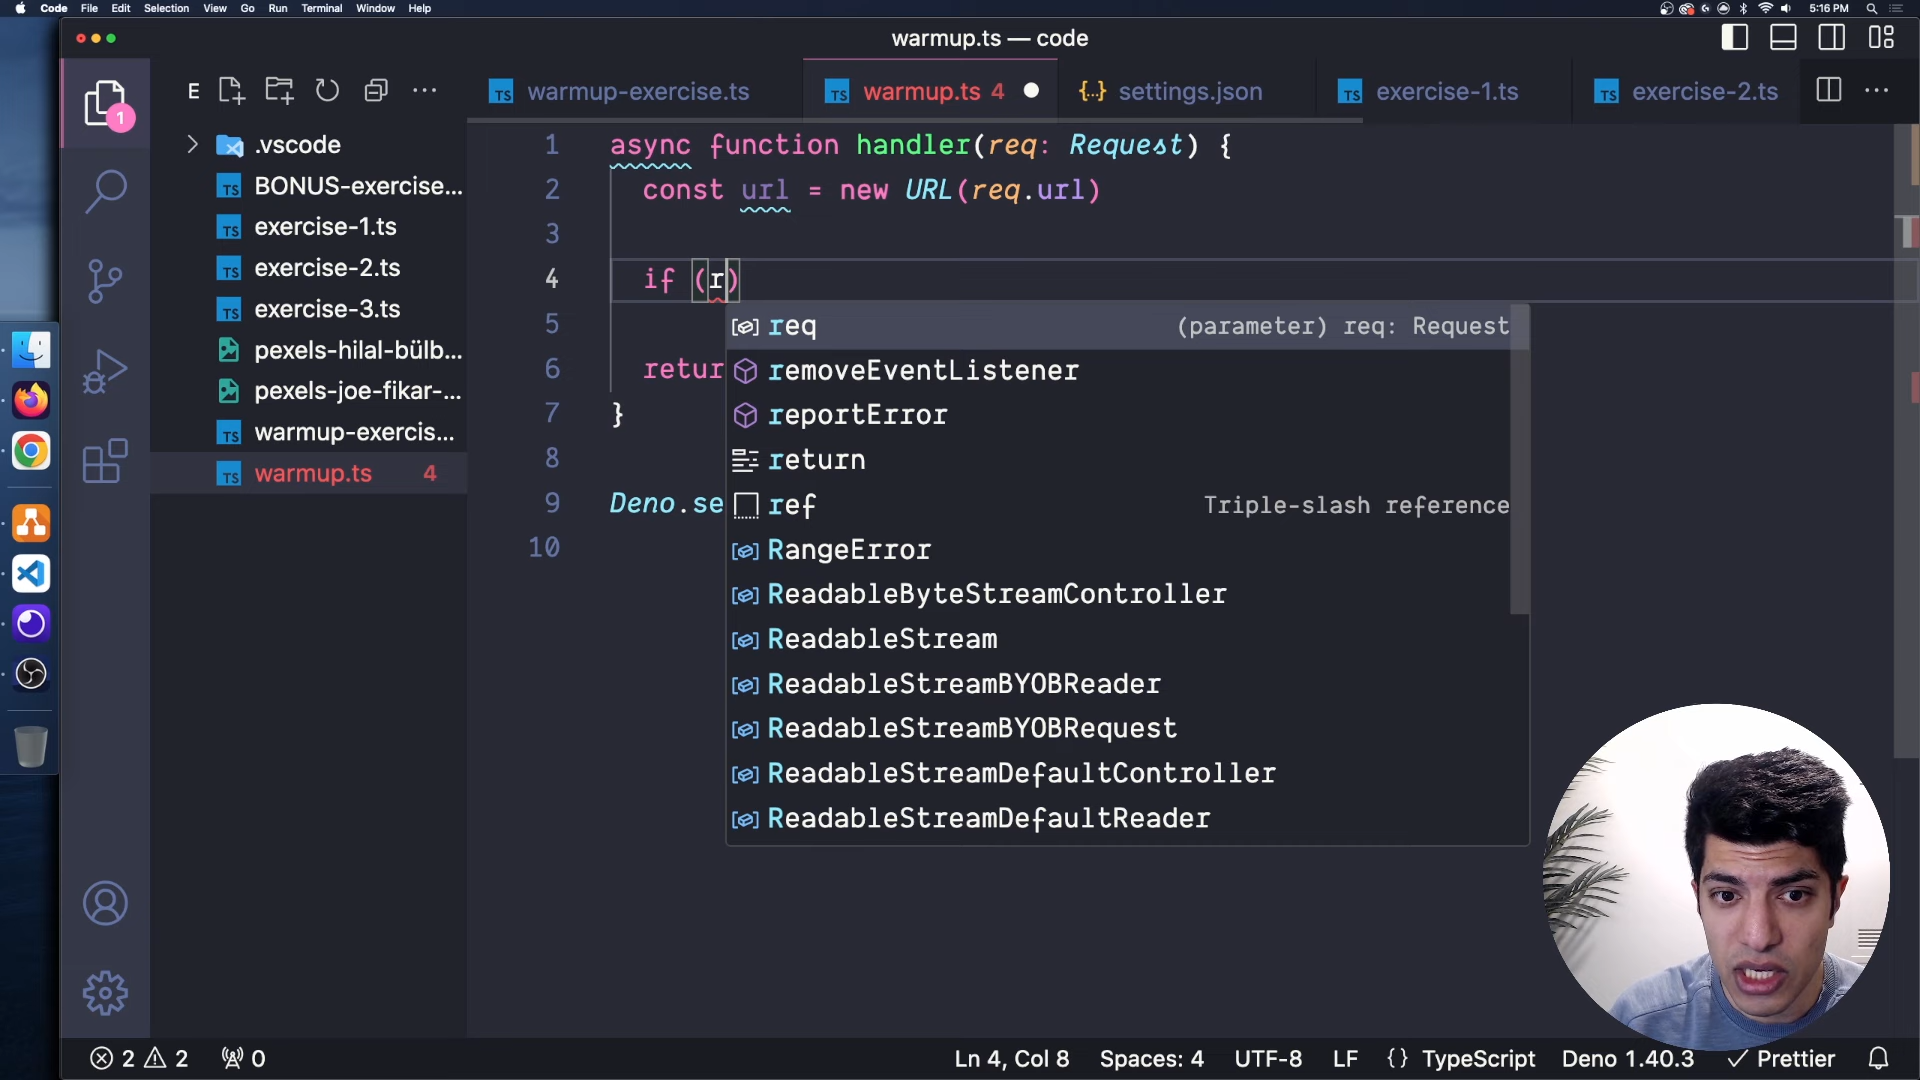 Code File Edit Selection View Go Run Terminal Window Help 5:16 PM
warmup.ts — code
E
warmup-exercise.ts
warmup.ts 4
settings.json
exercise-1.ts
exercise-2.ts
1
.vscode
BONUS-exercise...
exercise-1.ts
exercise-2.ts
exercise-3.ts
pexels-hilal-bülb...
pexels-joe-fikar-...
warmup-exercis...
warmup.ts 4
1 async function handler(req: Request) {
2 const url = new URL(req.url)
3
4 if (r)
5
6 retur
7 }
8
9 Deno.se
10
req (parameter) req: Request
removeEventListener
reportError
return
ref Triple-slash reference
RangeError
ReadableByteStreamController
ReadableStream
ReadableStreamBYOBReader
ReadableStreamBYOBRequest
ReadableStreamDefaultController
ReadableStreamDefaultReader
2 2 0 Ln 4, Col 8 Spaces: 4 UTF-8 LF {} TypeScript Deno 1.40.3 Prettier